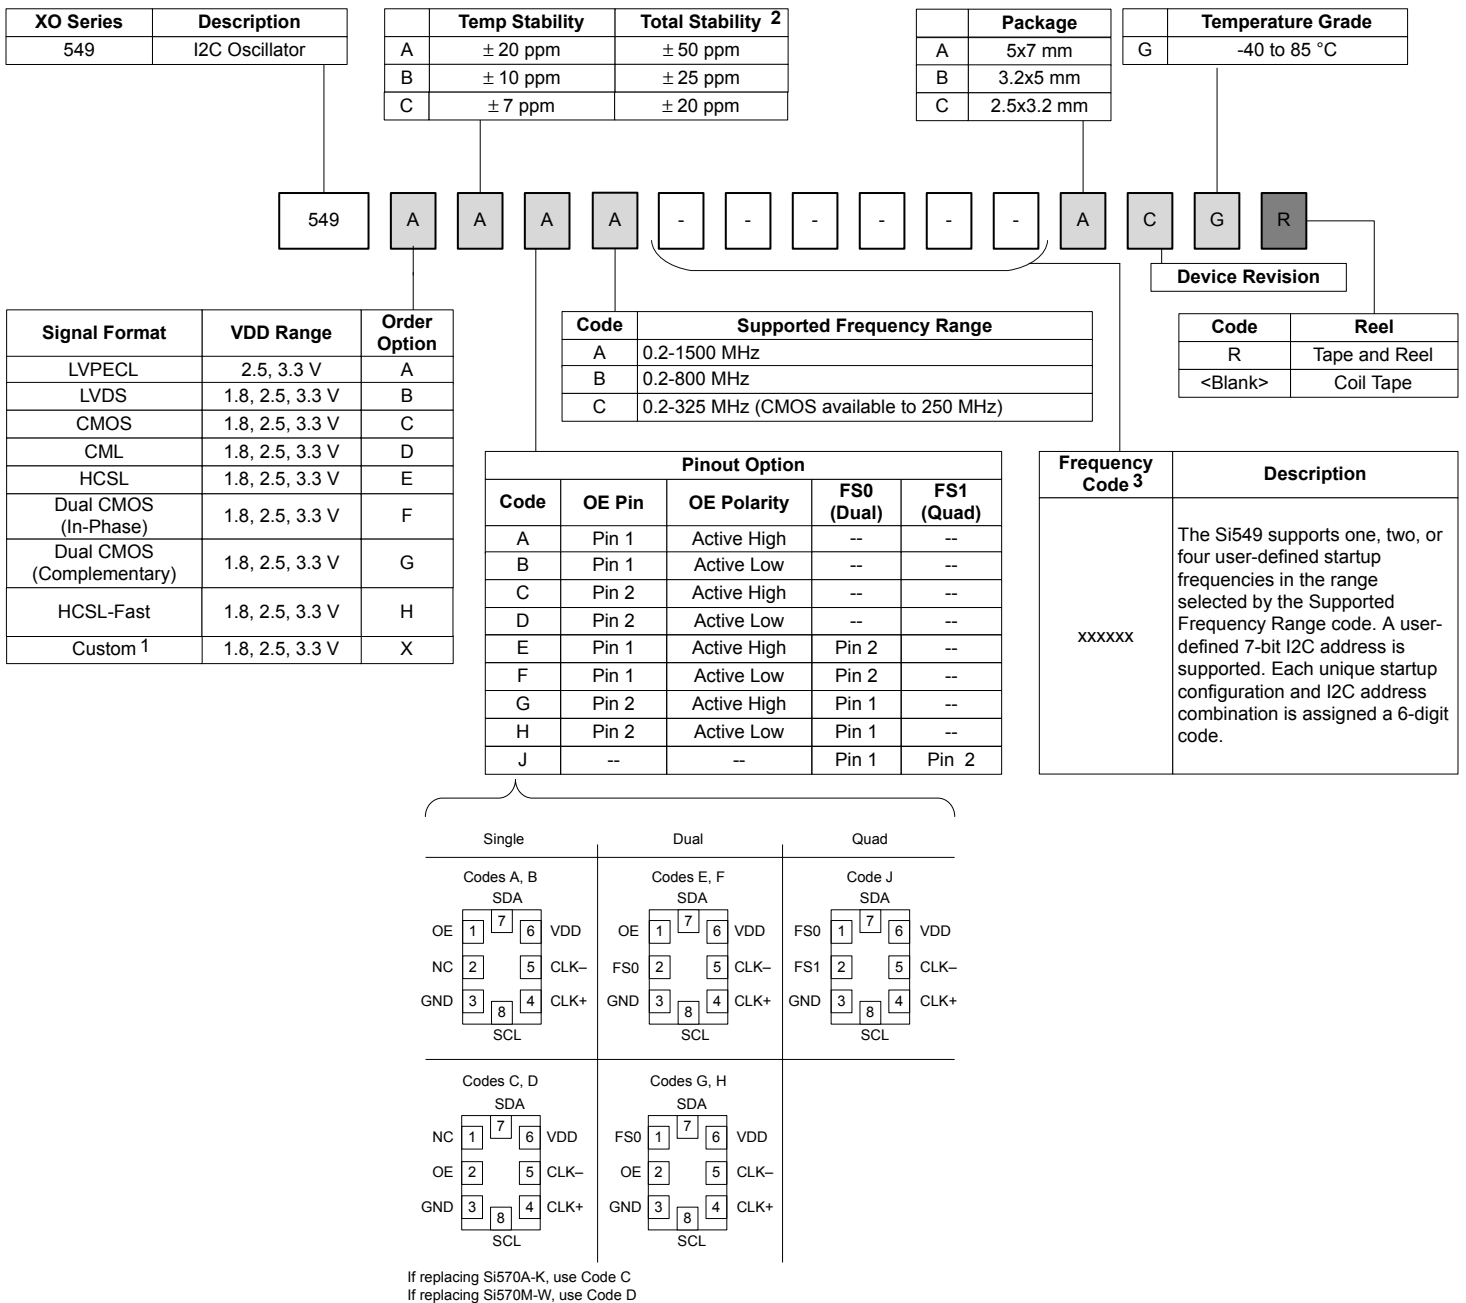 XO Series Description
549 I2C Oscillator
Temp Stability Total Stability 2
A ± 20 ppm ± 50 ppm
B ± 10 ppm ± 25 ppm
C ± 7 ppm ± 20 ppm
Package
A 5x7 mm
B 3.2x5 mm
C 2.5x3.2 mm
Temperature Grade
G -40 to 85 °C
549 A A A A - - - - - - A C G R
Device Revision
Signal Format VDD Range Order Option
LVPECL 2.5, 3.3 V A
LVDS 1.8, 2.5, 3.3 V B
CMOS 1.8, 2.5, 3.3 V C
CML 1.8, 2.5, 3.3 V D
HCSL 1.8, 2.5, 3.3 V E
Dual CMOS (In-Phase) 1.8, 2.5, 3.3 V F
Dual CMOS (Complementary) 1.8, 2.5, 3.3 V G
HCSL-Fast 1.8, 2.5, 3.3 V H
Custom 1 1.8, 2.5, 3.3 V X
Code Supported Frequency Range
A 0.2-1500 MHz
B 0.2-800 MHz
C 0.2-325 MHz (CMOS available to 250 MHz)
Code Reel
R Tape and Reel
<Blank> Coil Tape
Pinout Option
Code OE Pin OE Polarity FS0 (Dual) FS1 (Quad)
A Pin 1 Active High -- --
B Pin 1 Active Low -- --
C Pin 2 Active High -- --
D Pin 2 Active Low -- --
E Pin 1 Active High Pin 2 --
F Pin 1 Active Low Pin 2 --
G Pin 2 Active High Pin 1 --
H Pin 2 Active Low Pin 1 --
J -- -- Pin 1 Pin 2
Frequency Code 3 Description
xxxxxx
The Si549 supports one, two, or
four user-defined startup
frequencies in the range
selected by the Supported
Frequency Range code. A user-
defined 7-bit I2C address is
supported. Each unique startup
configuration and I2C address
combination is assigned a 6-digit
code.
Single Dual Quad
Codes A, B
SDA
OE 1 7 6 VDD
NC 2 5 CLK–
GND 3 8 4 CLK+
SCL
Codes E, F
SDA
OE 1 7 6 VDD
FS0 2 5 CLK–
GND 3 8 4 CLK+
SCL
Code J
SDA
FS0 1 7 6 VDD
FS1 2 5 CLK–
GND 3 8 4 CLK+
SCL
Codes C, D
SDA
NC 1 7 6 VDD
OE 2 5 CLK–
GND 3 8 4 CLK+
SCL
Codes G, H
SDA
FS0 1 7 6 VDD
OE 2 5 CLK–
GND 3 8 4 CLK+
SCL
If replacing Si570A-K, use Code C
If replacing Si570M-W, use Code D